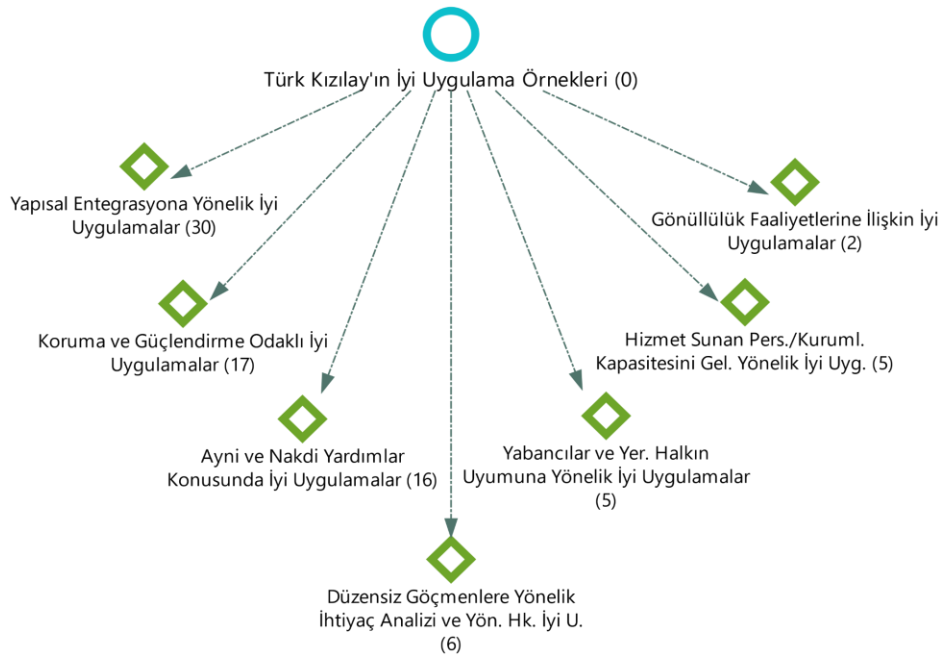 Türk Kızılay'ın İyi Uygulama Örnekleri (0)
Yapısal Entegrasyona Yönelik İyi
Uygulamalar (30)
Gönüllülük Faaliyetlerine İlişkin İyi
Uygulamalar (2)
Koruma ve Güçlendirme Odaklı İyi
Uygulamalar (17)
Hizmet Sunan Pers./Kuruml.
Kapasitesini Gel. Yönelik İyi Uyg. (5)
Ayni ve Nakdi Yardımlar
Konusunda İyi Uygulamalar (16)
Yabancılar ve Yer. Halkın
Uyumuna Yönelik İyi Uygulamalar
(5)
Düzensiz Göçmenlere Yönelik
İhtiyaç Analizi ve Yön. Hk. İyi U.
(6)